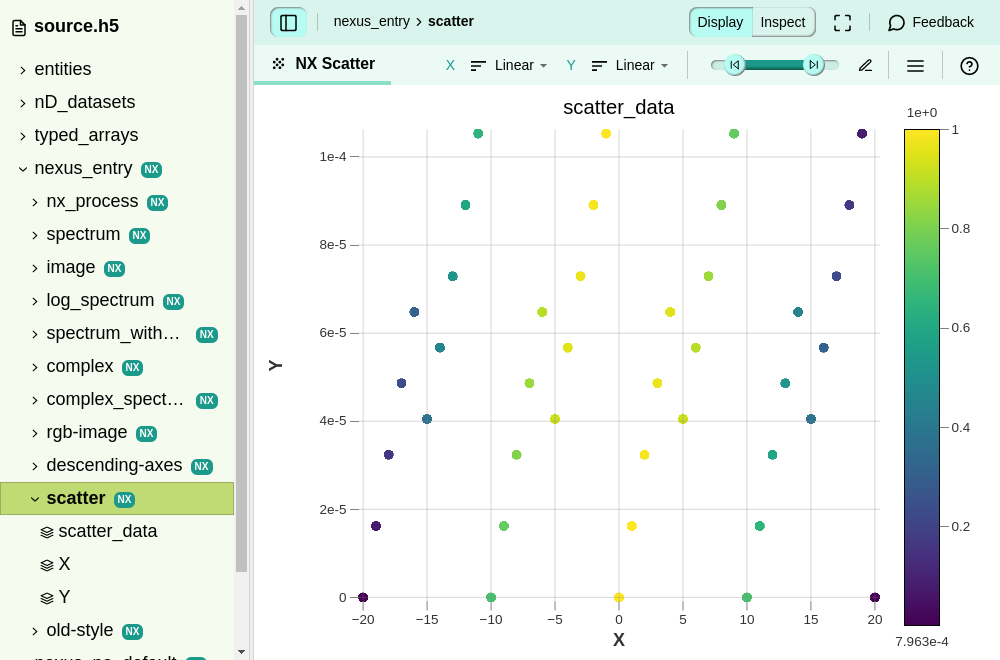 source.h5
nexus_entry > scatter
Display
Inspect
Feedback
NX Scatter
X
Linear
Y
Linear
entities
nD_datasets
typed_arrays
nexus_entry NX
nx_process NX
spectrum NX
image NX
log_spectrum NX
spectrum_with… NX
complex NX
complex_spect… NX
rgb-image NX
descending-axes NX
scatter NX
scatter_data
X
Y
old-style NX
scatter_data
1e-4
8e-5
6e-5
4e-5
2e-5
0
Y
−20 −15 −10 −5 0 5 10 15 20
X
1e+0
1
0.8
0.6
0.4
0.2
7.963e-4